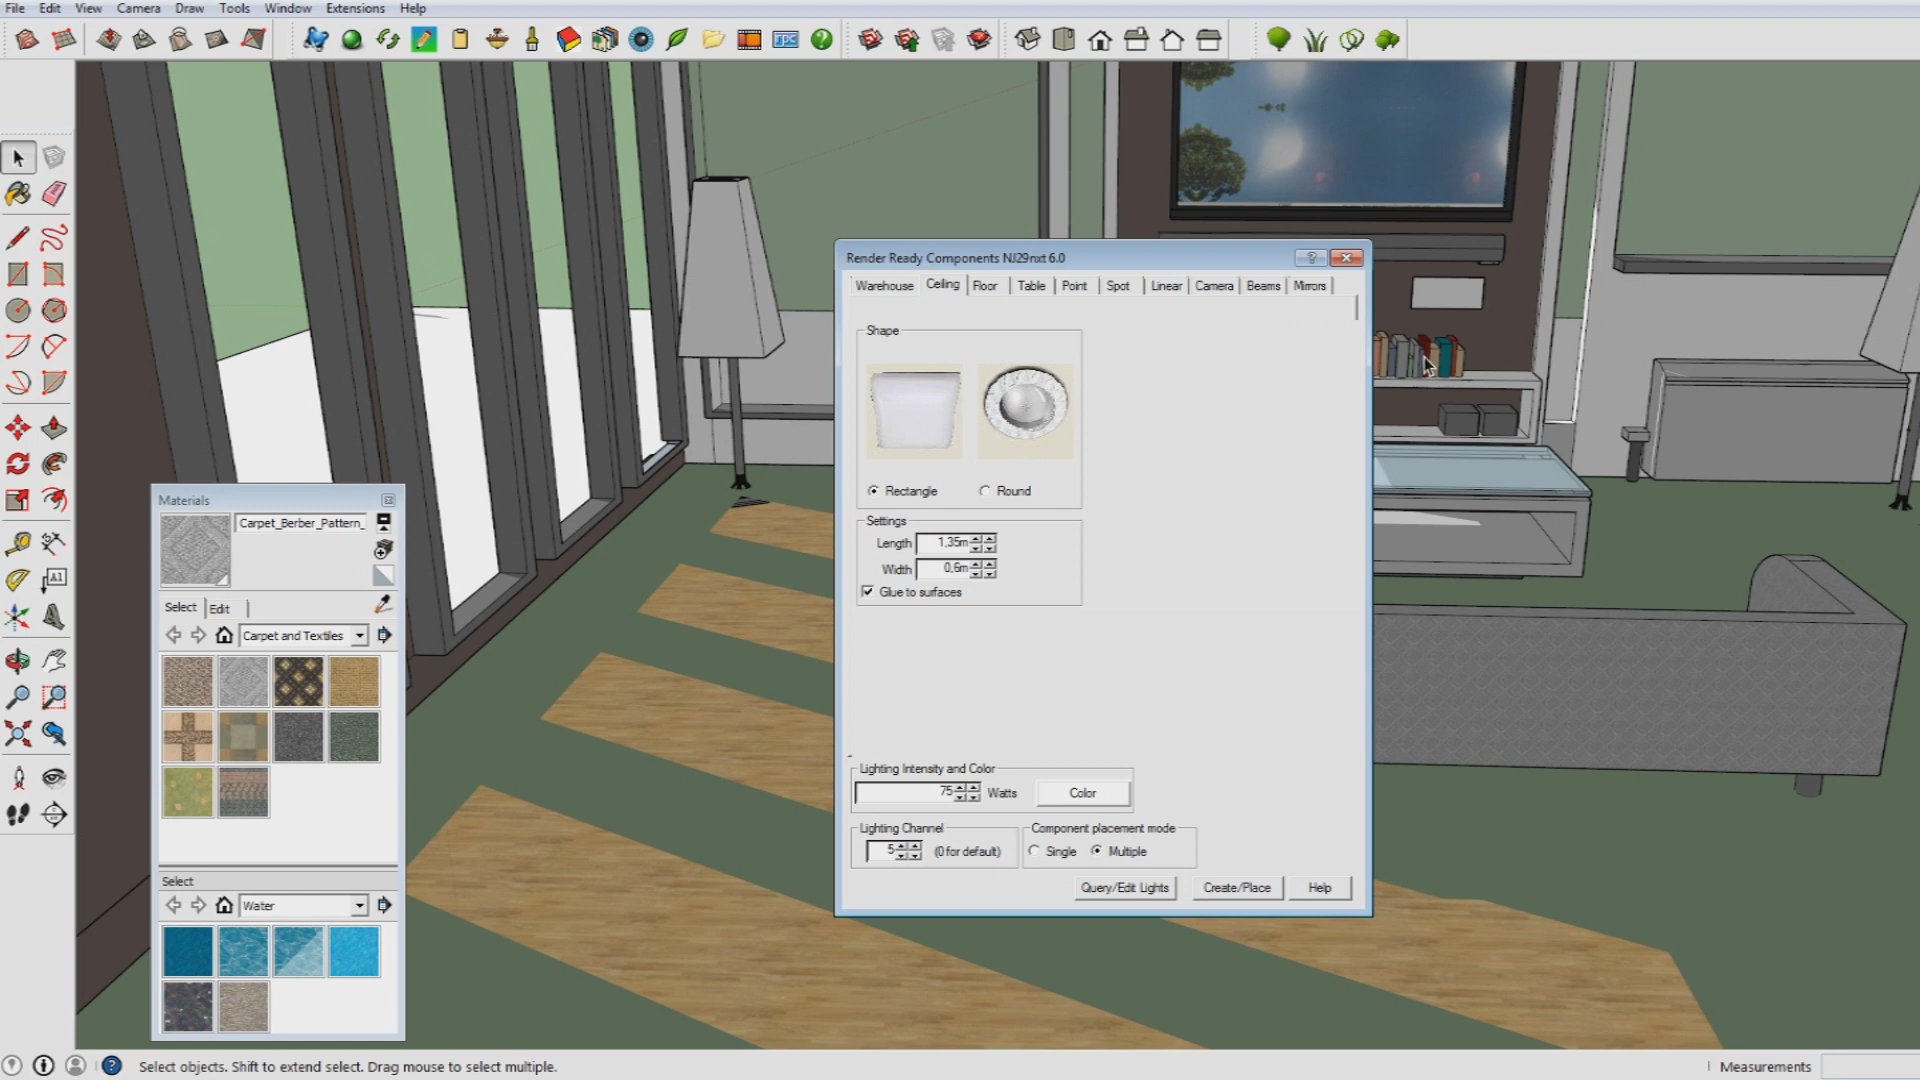 File Edit View Camera Draw Tools Window Extensions Help
rpc
Render Ready Components NJ29nxt 6.0
Warehouse Ceiling Floor Table Point Spot Linear Camera Beams Mirrors
Shape
Rectangle Round
Settings
Length 1,35m
Width 0,6m
Glue to surfaces
Lighting Intensity and Color
75 Watts Color
Lighting Channel
5 (0 for default)
Component placement mode
Single Multiple
Query/Edit Lights Create/Place Help
A1
Materials
Carpet_Berber_Pattern_
Select Edit
Carpet and Textiles
Select
Water
Select objects. Shift to extend select. Drag mouse to select multiple.
Measurements